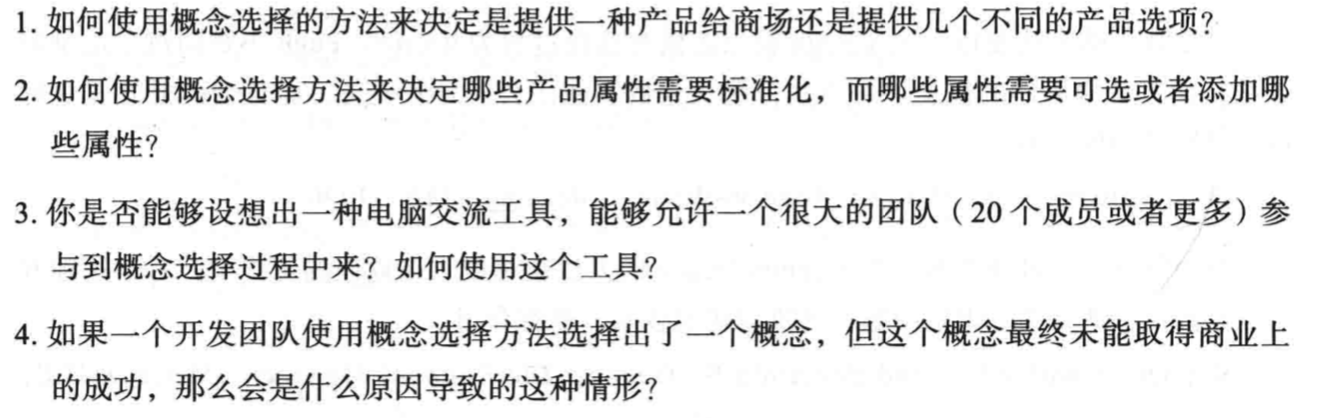 1. 如何使用概念选择的方法来决定是提供一种产品给商场还是提供几个不同的产品选项？
2. 如何使用概念选择方法来决定哪些产品属性需要标准化，而哪些属性需要可选或者添加哪
些属性？
3. 你是否能够设想出一种电脑交流工具，能够允许一个很大的团队（20 个成员或者更多）参
与到概念选择过程中来？如何使用这个工具？
4. 如果一个开发团队使用概念选择方法选择出了一个概念，但这个概念最终未能取得商业上
的成功，那么会是什么原因导致的这种情形？